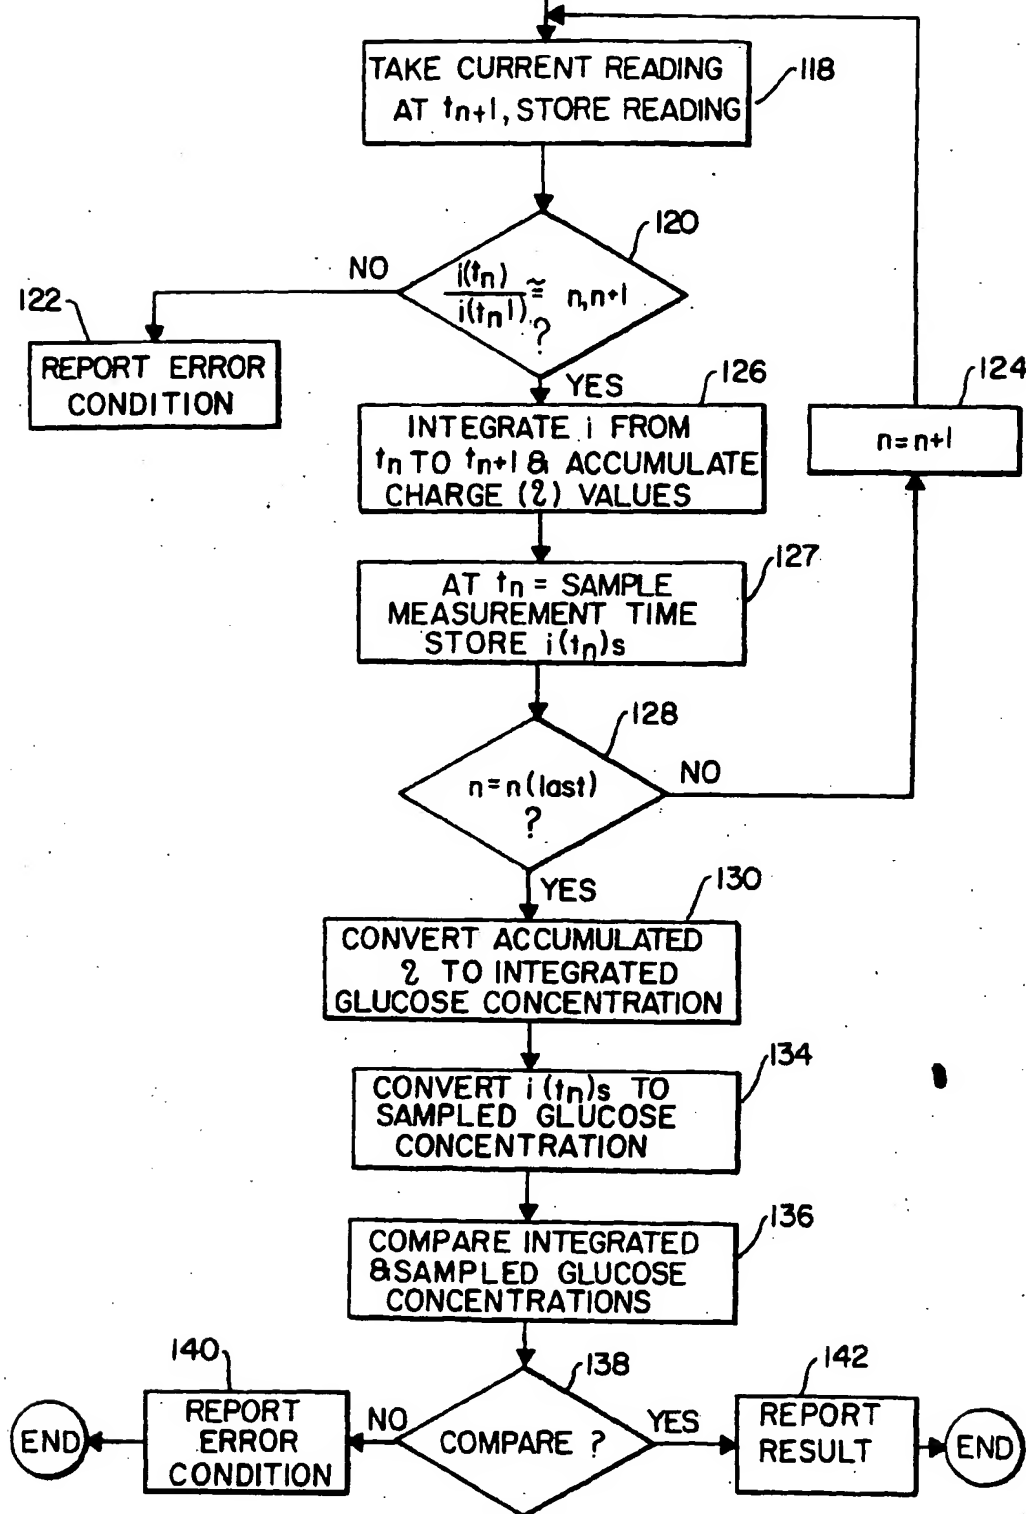 TAKE CURRENT READING
AT tn+1, STORE READING
118
120
i(tn)
i(tn1) ≅ n,n+1
?
NO
122
REPORT ERROR
CONDITION
YES
126
124
INTEGRATE i FROM
tn TO tn+1 & ACCUMULATE
CHARGE (q) VALUES
n=n+1
127
AT tn = SAMPLE
MEASUREMENT TIME
STORE i(tn)s
128
n=n(last)
?
NO
YES
130
CONVERT ACCUMULATED
q TO INTEGRATED
GLUCOSE CONCENTRATION
134
CONVERT i(tn)s TO
SAMPLED GLUCOSE
CONCENTRATION
136
COMPARE INTEGRATED
&SAMPLED GLUCOSE
CONCENTRATIONS
140
138
142
END
REPORT
ERROR
CONDITION
NO
COMPARE ?
YES
REPORT
RESULT
END